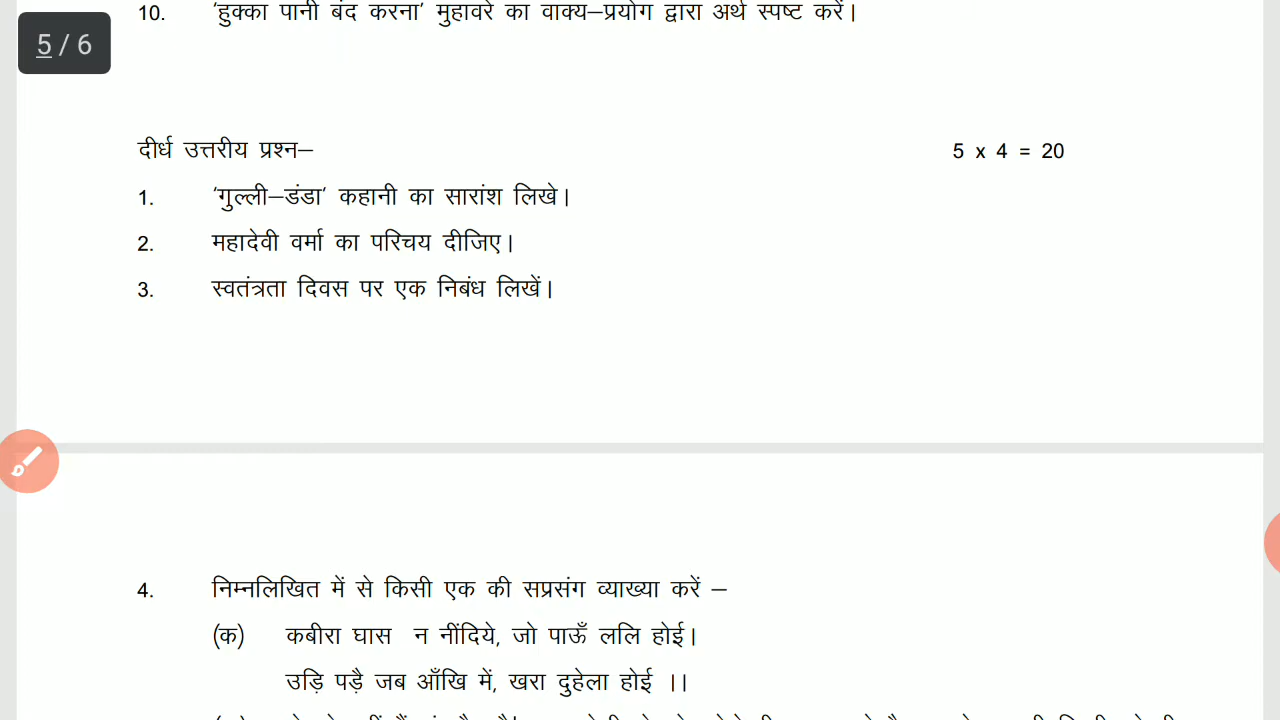 10. ‘हुक्का पानी बंद करना’ मुहावरे का वाक्य–प्रयोग द्वारा अर्थ स्पष्ट करें।
5 / 6
दीर्ध उत्तरीय प्रश्न– 5 x 4 = 20
1. ‘गुल्ली–डंडा’ कहानी का सारांश लिखे।
2. महादेवी वर्मा का परिचय दीजिए।
3. स्वतंत्रता दिवस पर एक निबंध लिखें।
4. निम्नलिखित में से किसी एक की सप्रसंग व्याख्या करें –
(क) कबीरा घास न नींदिये, जो पाऊँ ललि होई।
उड़ि पड़ै जब आँखि में, खरा दुहेला होई ।।